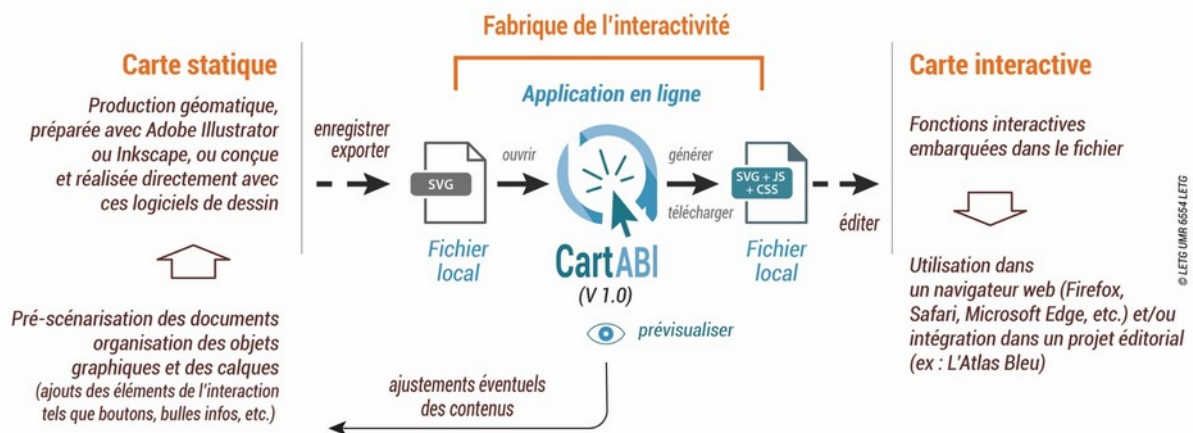 Fabrique de l'interactivité
Carte statique
Production géomatique,
préparée avec Adobe Illustrator
ou Inkscape, ou conçue
et réalisée directement avec
ces logiciels de dessin
Pré-scénarisation des documents
organisation des objets
graphiques et des calques
(ajouts des éléments de l'interaction
tels que boutons, bulles infos, etc.)
enregistrer
exporter
SVG
Fichier
local
ouvrir
Application en ligne
CartABI
(V 1.0)
prévisualiser
ajustements éventuels
des contenus
générer
télécharger
SVG + JS
+ CSS
Fichier
local
éditer
Carte interactive
Fonctions interactives
embarquées dans le fichier
Utilisation dans
un navigateur web (Firefox,
Safari, Microsoft Edge, etc.) et/ou
intégration dans un projet éditorial
(ex : L'Atlas Bleu)
© LETG UMR 6554 LETG